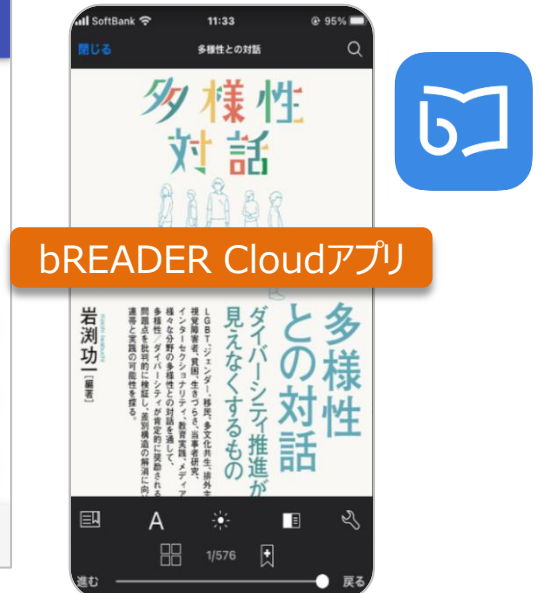 SoftBank 11:33 95%
閉じる 多様性との対話
多様性
対話
bREADER Cloudアプリ
多様性
との対話
ダイバーシティ推進が
見えなくするもの
LGBT、ジェンダー、移民、多文化共生、排外主
視覚障害者、貧困、生きづらさ、当事者研究、
インターセクショナリティ、教育実践、メディア
様々な分野の多様性との対話を通して、
多様性／ダイバーシティが肯定的に奨励される
問題点を批判的に検証し、差別構造の解消に向け
連帯と実践の可能性を探る。
岩渕功一[編著]
A
1/576
進む 戻る
b